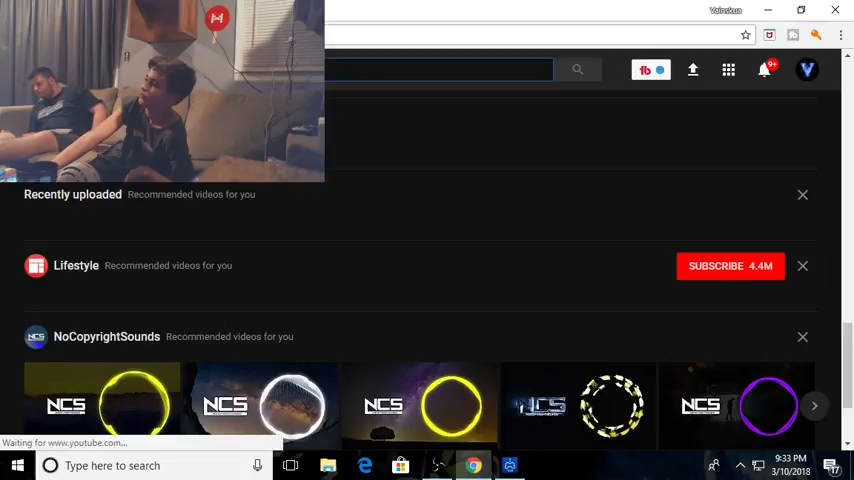 Vainskua
9+
Recently uploaded Recommended videos for you
Lifestyle Recommended videos for you
SUBSCRIBE 4.4M
NoCopyrightSounds Recommended videos for you
NCS NCS NCS NCS NCS
Waiting for www.youtube.com...
Type here to search
9:33 PM
3/10/2018
17